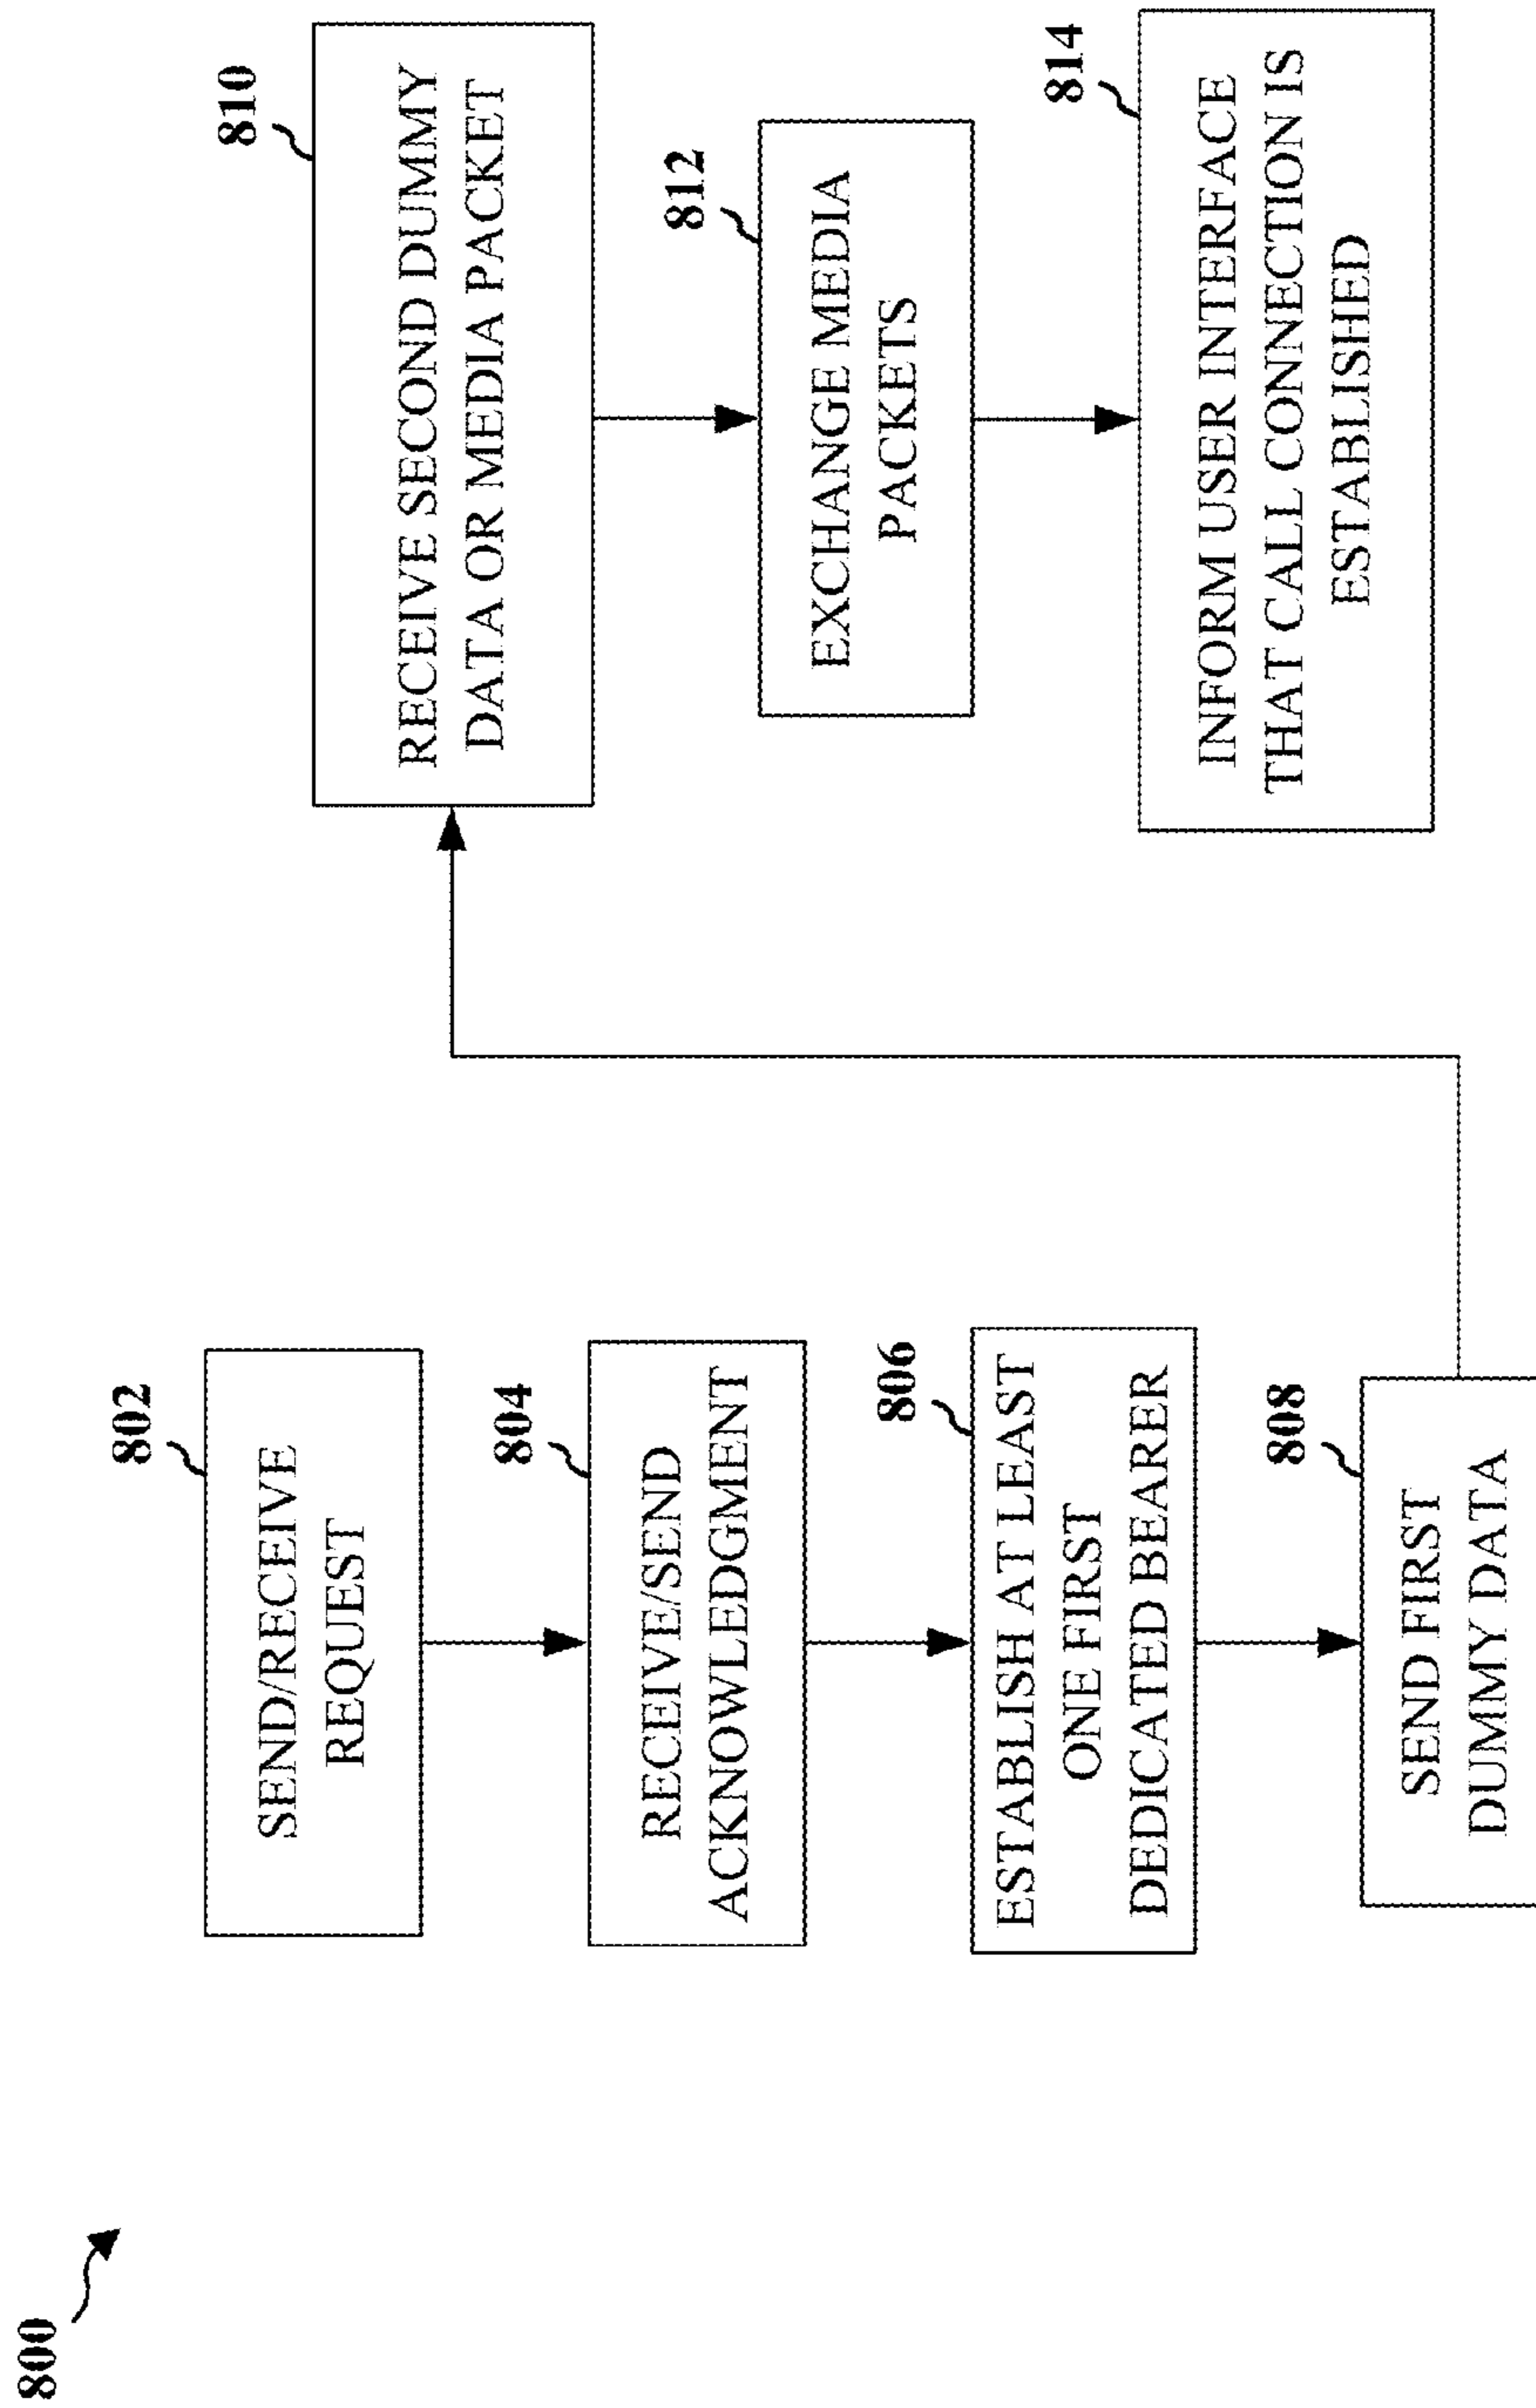 800
802
SEND/RECEIVE
REQUEST
804
RECEIVE/SEND
ACKNOWLEDGMENT
806
ESTABLISH AT LEAST
ONE FIRST
DEDICATED BEARER
808
SEND FIRST
DUMMY DATA
810
RECEIVE SECOND DUMMY
DATA OR MEDIA PACKET
812
EXCHANGE MEDIA
PACKETS
814
INFORM USER INTERFACE
THAT CALL CONNECTION IS
ESTABLISHED